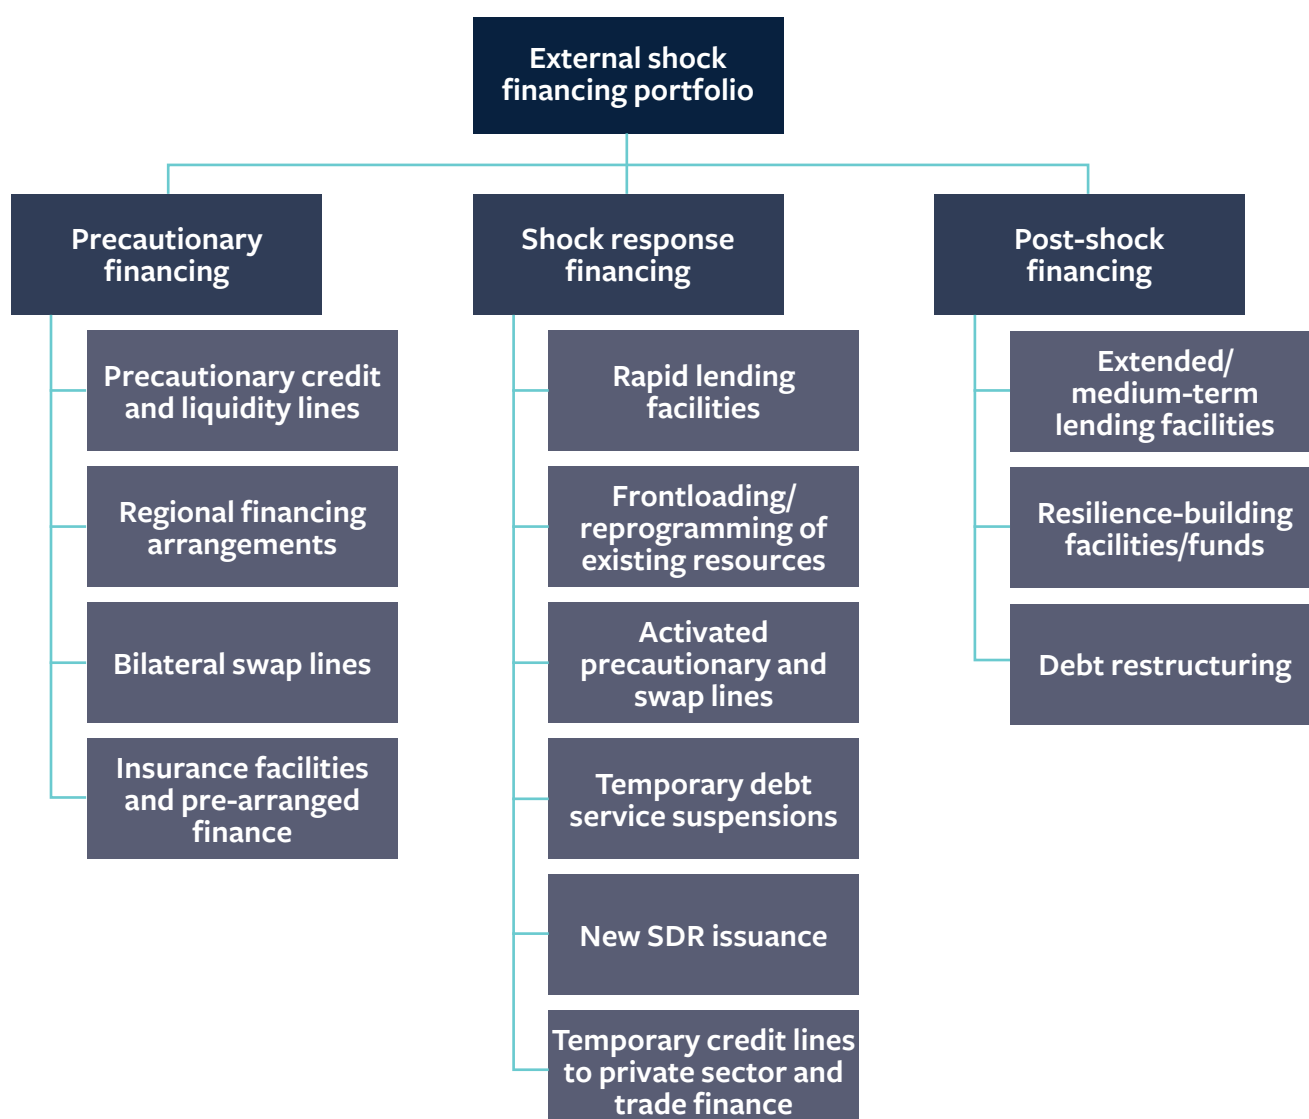 External shock
financing portfolio
Precautionary
financing
Precautionary credit
and liquidity lines
Regional financing
arrangements
Bilateral swap lines
Insurance facilities
and pre-arranged
finance
Shock response
financing
Rapid lending
facilities
Frontloading/
reprogramming of
existing resources
Activated
precautionary and
swap lines
Temporary debt
service suspensions
New SDR issuance
Temporary credit lines
to private sector and
trade finance
Post-shock
financing
Extended/
medium-term
lending facilities
Resilience-building
facilities/funds
Debt restructuring